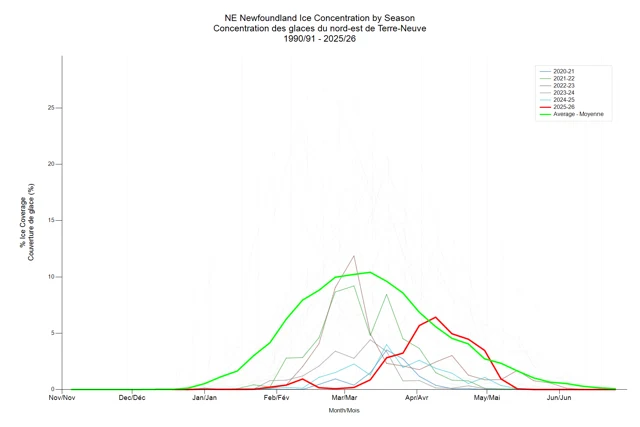 NE Newfoundland Ice Concentration by Season
Concentration des glaces du nord-est de Terre-Neuve
1990/91 - 2025/26
2020-21
2021-22
2022-23
2023-24
2024-25
2025-26
Average - Moyenne
% Ice Coverage
Couverture de glace (%)
25
20
15
10
5
0
Nov/Nov Dec/Déc Jan/Jan Feb/Fév Mar/Mar Apr/Avr May/Mai Jun/Jun
Month/Mois